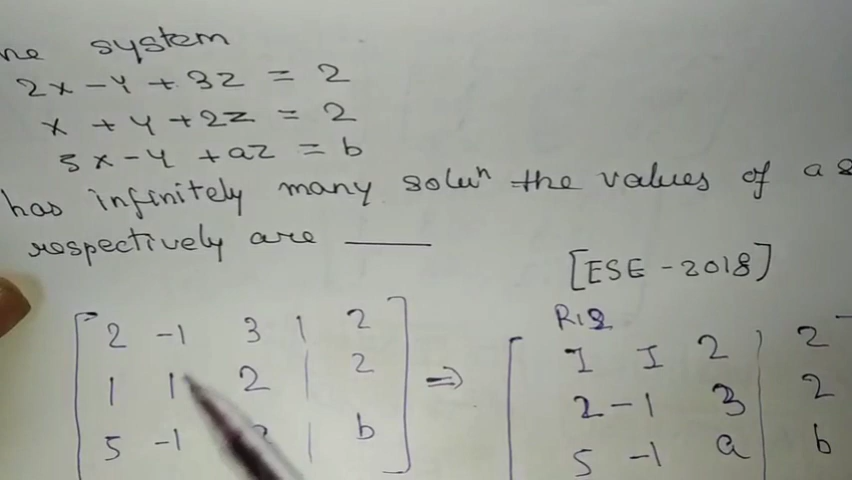 system
2x - y + 3z = 2
x + y + 2z = 2
5x - y + az = b
has infinitely many soluⁿ the values of a &
respectively are ____
[ESE - 2018]
2 -1 3 | 2
1 1 2 | 2
5 -1 | b
⇒
R12
1 1 2 | 2
2 -1 3 | 2
5 -1 a | b